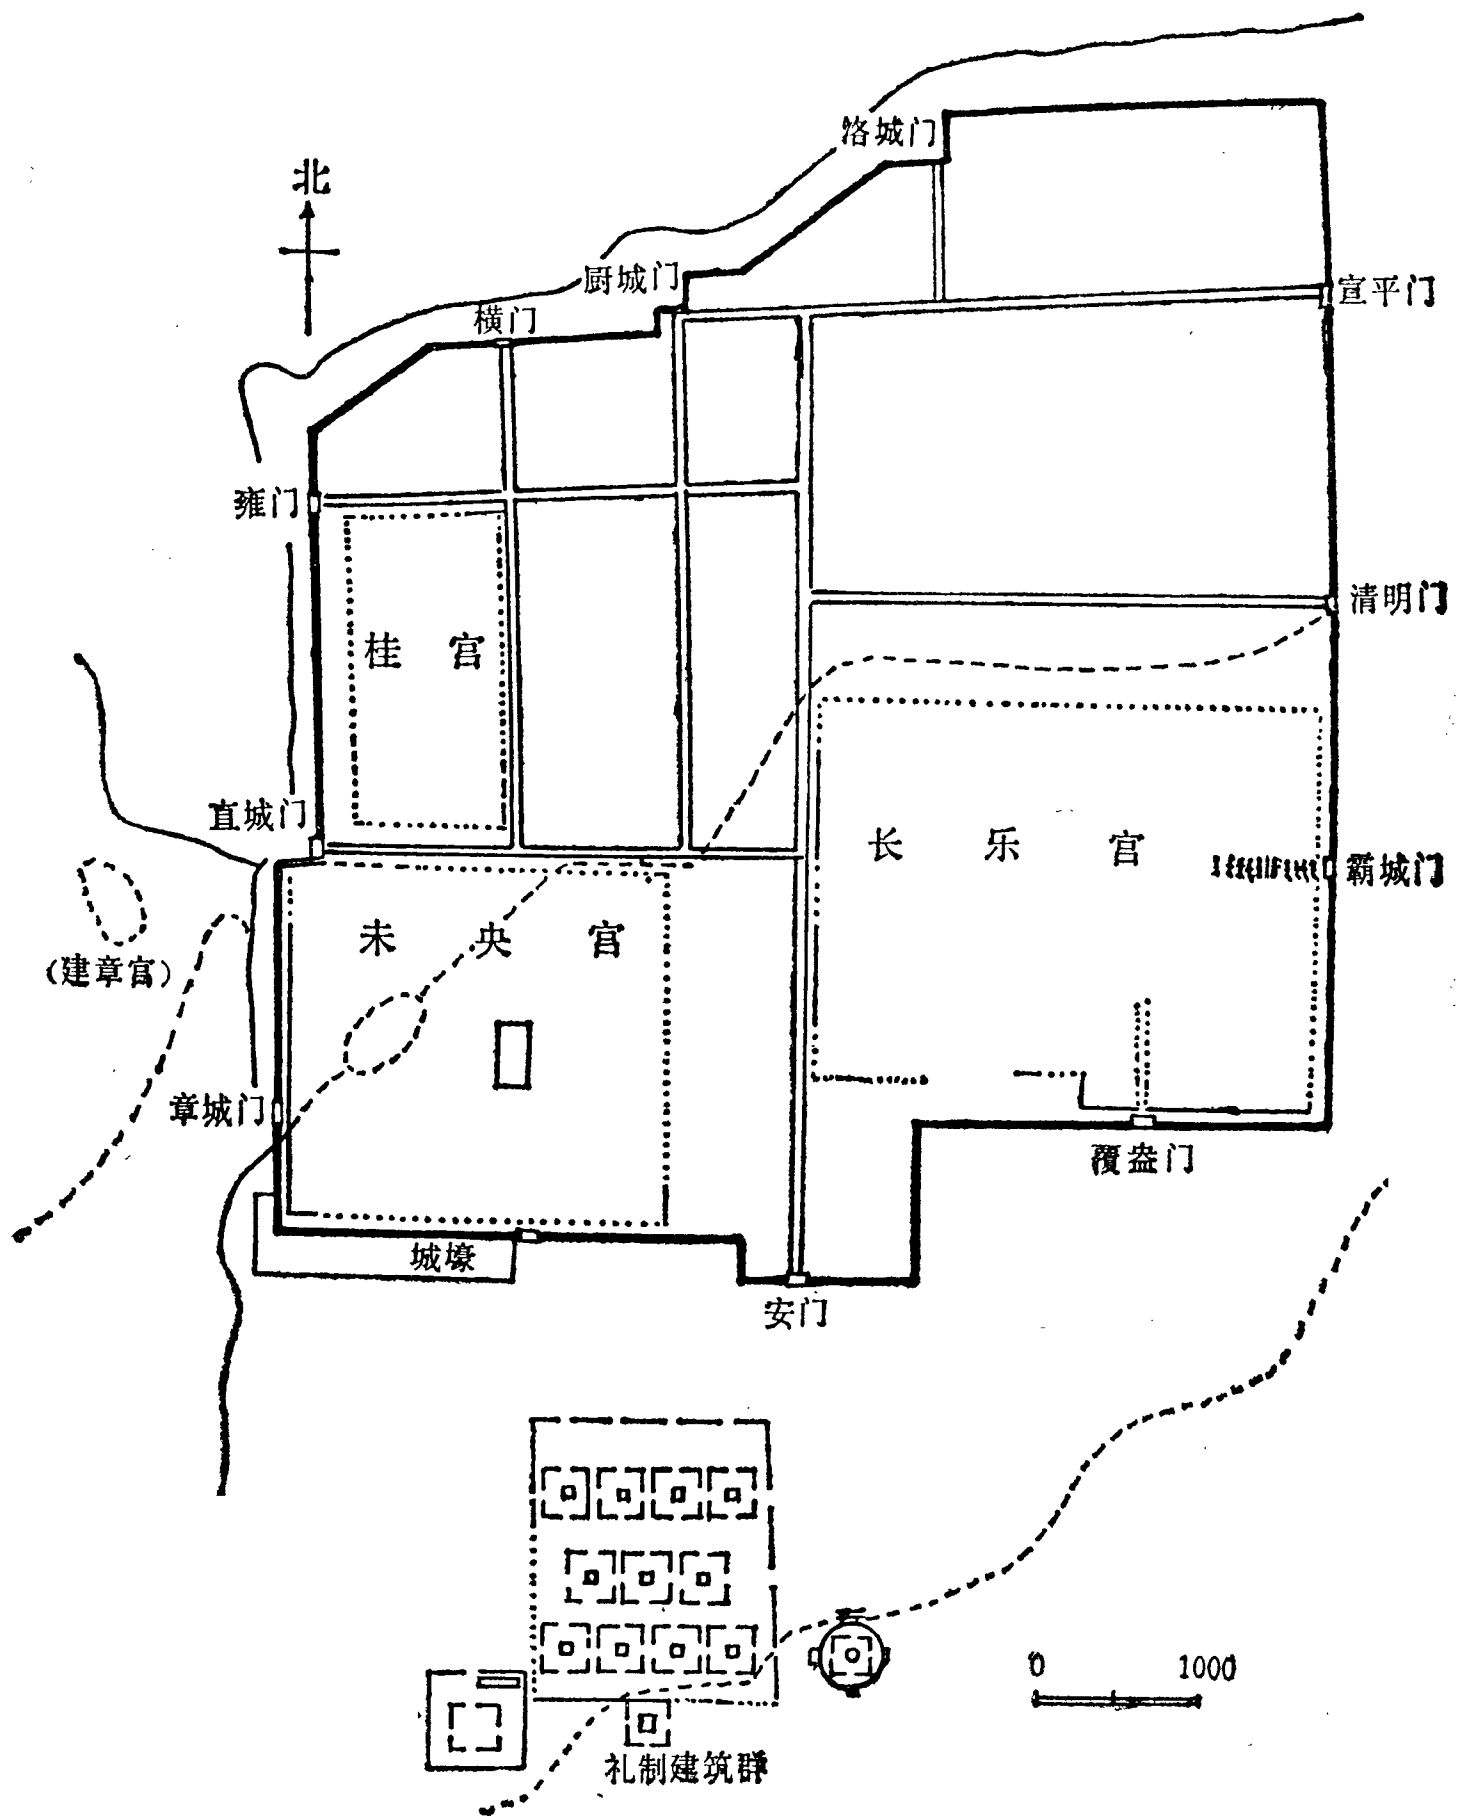 洛城门
北
厨城门
宣平门
横门
雍门
清明门
桂宫
直城门
长乐宫
霸城门
未央宫
(建章宫)
章城门
覆盎门
城壕
安门
0 1000
礼制建筑群